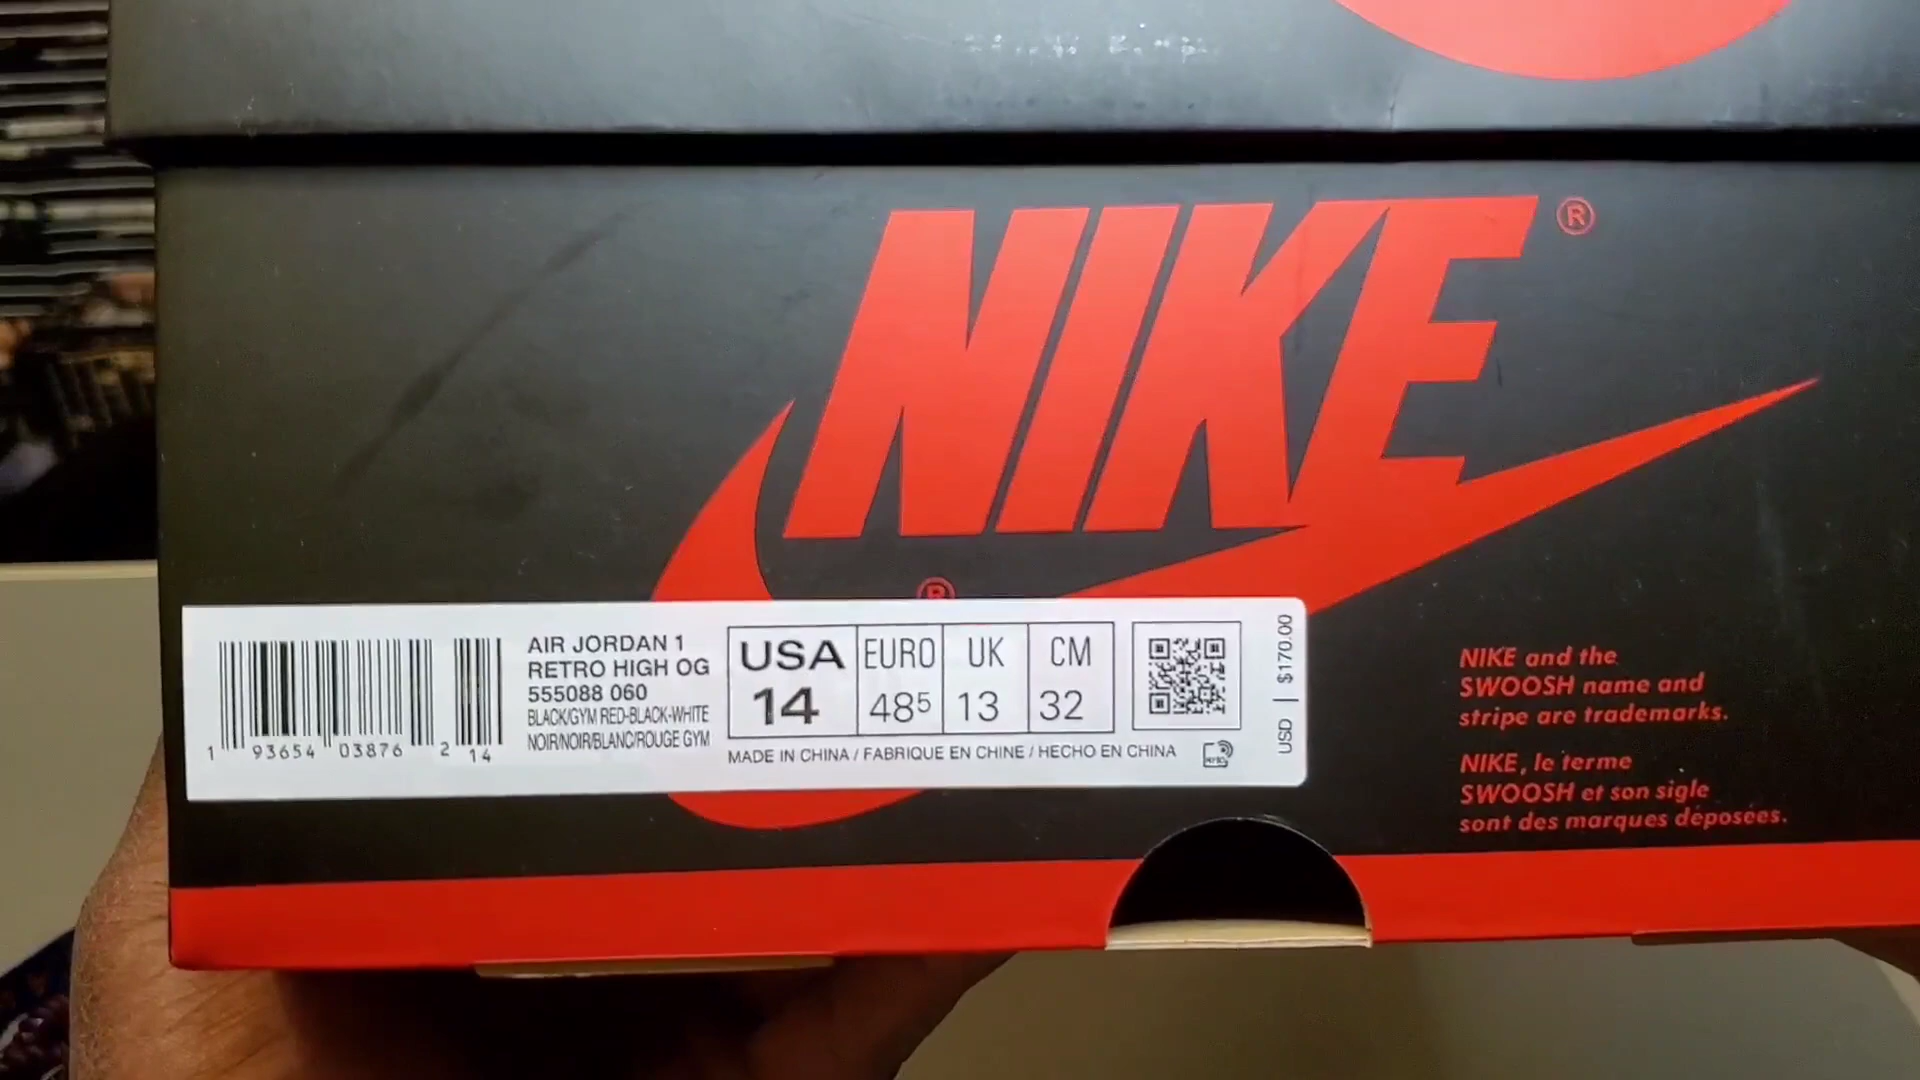 NIKE ®
®
AIR JORDAN 1
RETRO HIGH OG
555088 060
BLACK/GYM RED-BLACK-WHITE
NOIR/NOIR/BLANC/ROUGE GYM
1 93654 03876 2 14
USA EURO UK CM
14 48⁵ 13 32
MADE IN CHINA / FABRIQUE EN CHINE / HECHO EN CHINA
USD | $170.00
NIKE and the
SWOOSH name and
stripe are trademarks.
NIKE, le terme
SWOOSH et son sigle
sont des marques déposées.